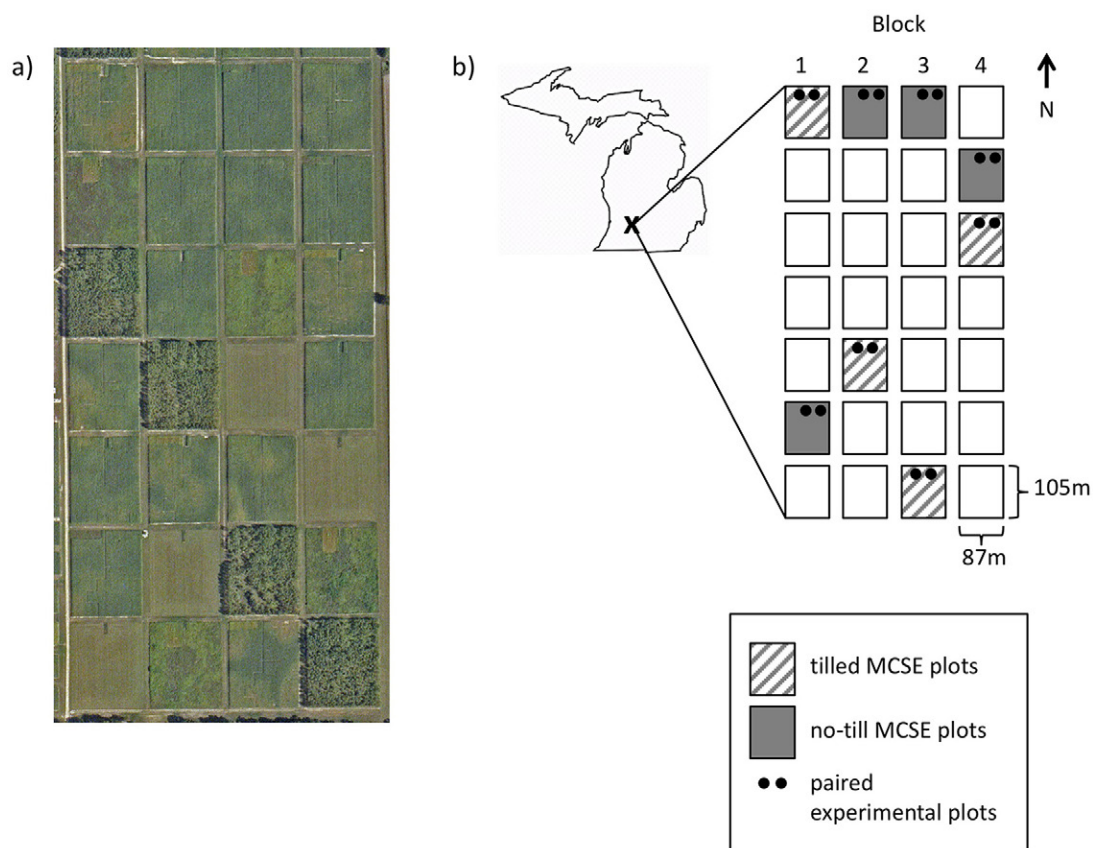 a)
b)
Block
1 2 3 4
N
X
105m
87m
tilled MCSE plots
no-till MCSE plots
paired
experimental plots